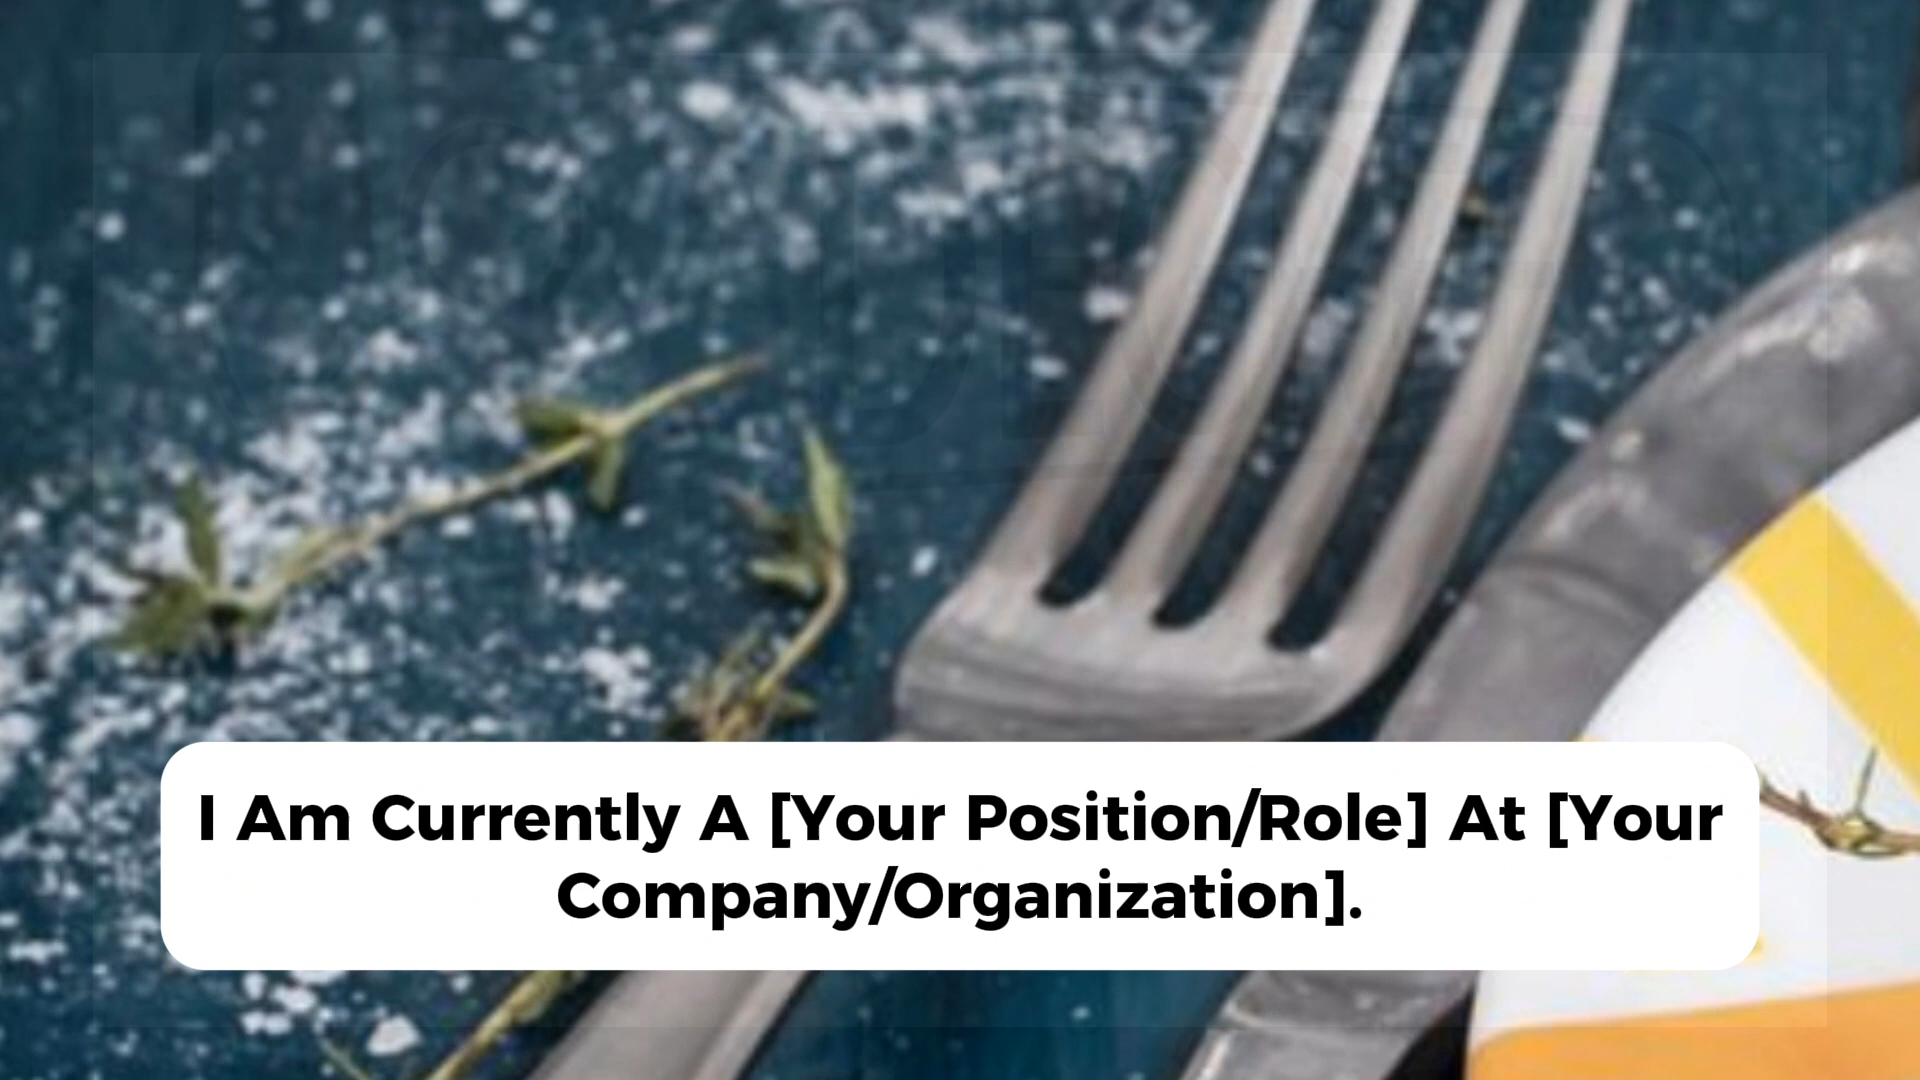 I Am Currently A [Your Position/Role] At [Your
Company/Organization].